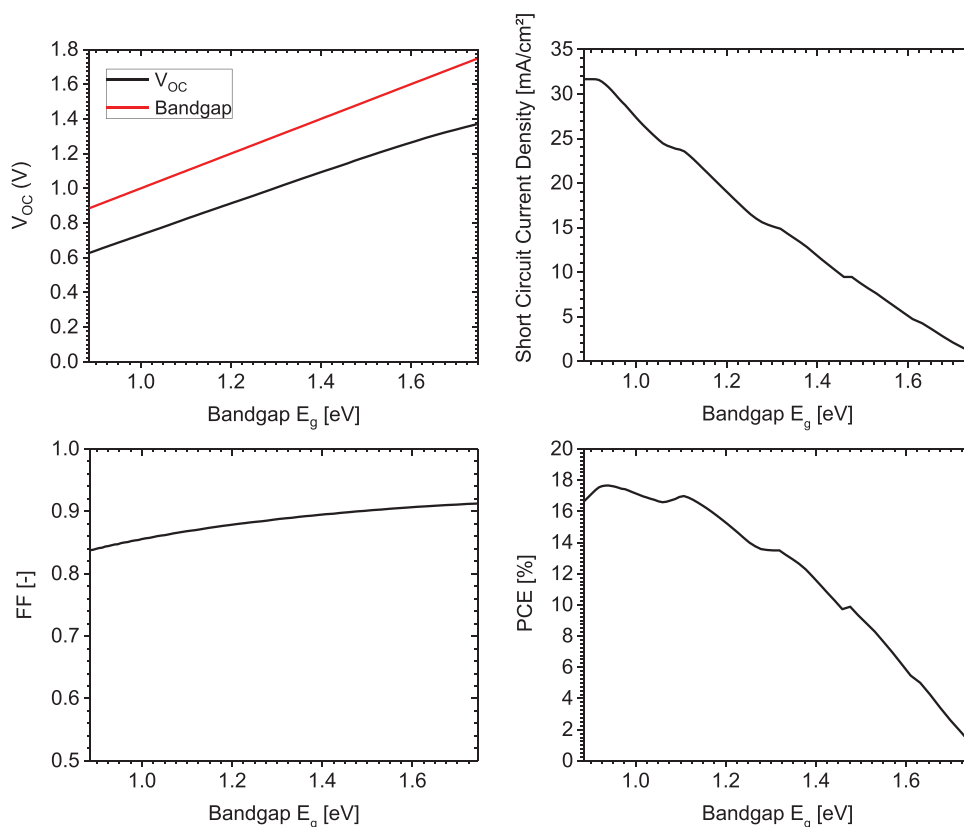 1.8
1.6
1.4
1.2
1.0
0.8
0.6
0.4
0.2
0.0
V_OC (V)
V_OC
Bandgap
1.0 1.2 1.4 1.6
Bandgap E_g [eV]
35
30
25
20
15
10
5
0
Short Circuit Current Density [mA/cm²]
1.0 1.2 1.4 1.6
Bandgap E_g [eV]
1.0
0.9
0.8
0.7
0.6
0.5
FF [-]
1.0 1.2 1.4 1.6
Bandgap E_g [eV]
20
18
16
14
12
10
8
6
4
2
0
PCE [%]
1.0 1.2 1.4 1.6
Bandgap E_g [eV]